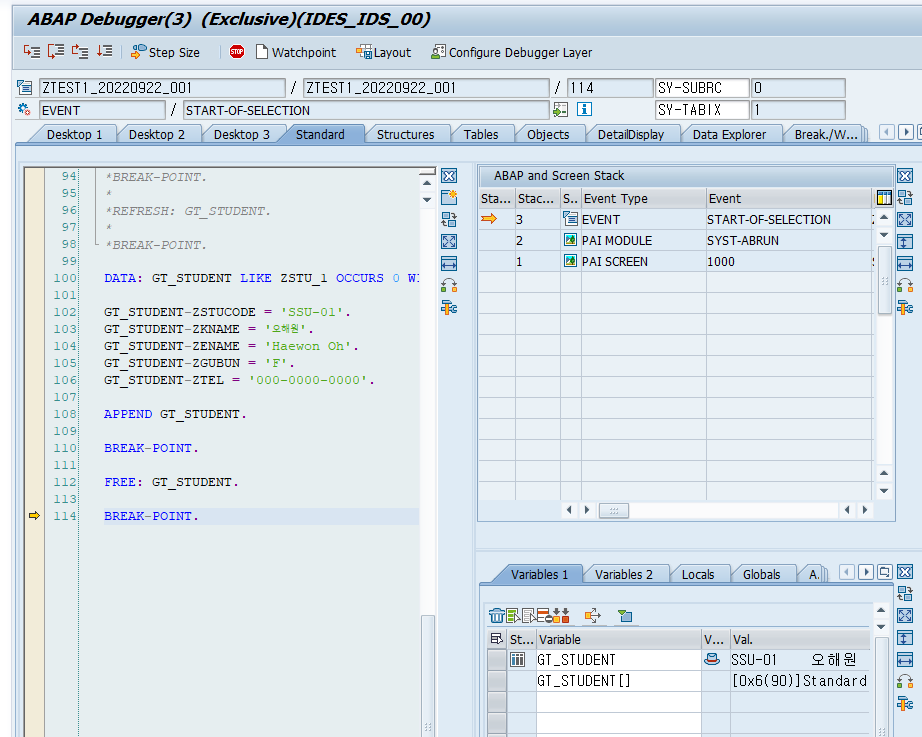 ABAP Debugger(3) (Exclusive)(IDES_IDS_00)
Step Size STOP Watchpoint Layout Configure Debugger Layer
ZTEST1_20220922_001 / ZTEST1_20220922_001 / 114 SY-SUBRC 0
EVENT / START-OF-SELECTION SY-TABIX 1
Desktop 1 Desktop 2 Desktop 3 Standard Structures Tables Objects DetailDisplay Data Explorer Break./W...
94 *BREAK-POINT.
95 *
96 *REFRESH: GT_STUDENT.
97 *
98 *BREAK-POINT.
99
100 DATA: GT_STUDENT LIKE ZSTU_1 OCCURS 0 WI
101
102 GT_STUDENT-ZSTUCODE = 'SSU-01'.
103 GT_STUDENT-ZKNAME = '오해원'.
104 GT_STUDENT-ZENAME = 'Haewon Oh'.
105 GT_STUDENT-ZGUBUN = 'F'.
106 GT_STUDENT-ZTEL = '000-0000-0000'.
107
108 APPEND GT_STUDENT.
109
110 BREAK-POINT.
111
112 FREE: GT_STUDENT.
113
114 BREAK-POINT.
ABAP and Screen Stack
Sta... Stac... S.. Event Type Event
3 EVENT START-OF-SELECTION
2 PAI MODULE SYST-ABRUN
1 PAI SCREEN 1000
Variables 1 Variables 2 Locals Globals A.
St... Variable V... Val.
GT_STUDENT SSU-01 오해원
GT_STUDENT[] [0x6(90)]Standard